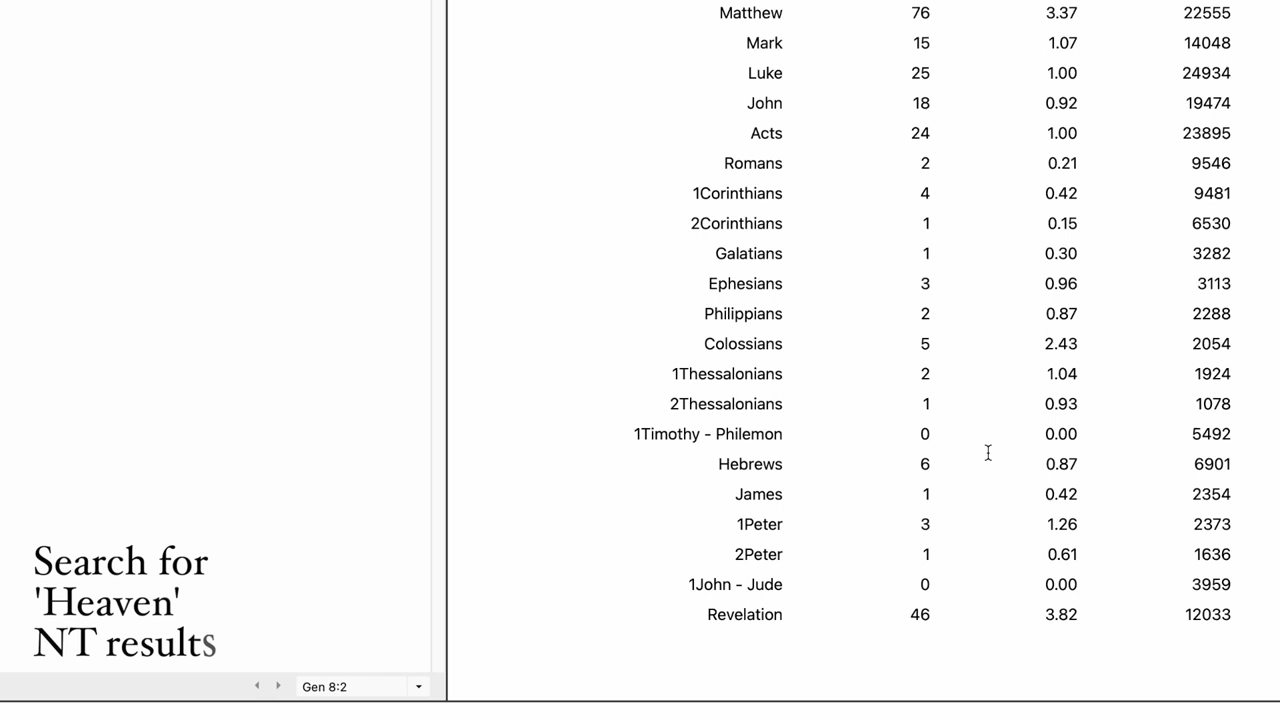 Matthew 76 3.37 22555
Mark 15 1.07 14048
Luke 25 1.00 24934
John 18 0.92 19474
Acts 24 1.00 23895
Romans 2 0.21 9546
1Corinthians 4 0.42 9481
2Corinthians 1 0.15 6530
Galatians 1 0.30 3282
Ephesians 3 0.96 3113
Philippians 2 0.87 2288
Colossians 5 2.43 2054
1Thessalonians 2 1.04 1924
2Thessalonians 1 0.93 1078
1Timothy - Philemon 0 0.00 5492
Hebrews 6 0.87 6901
James 1 0.42 2354
1Peter 3 1.26 2373
2Peter 1 0.61 1636
1John - Jude 0 0.00 3959
Revelation 46 3.82 12033
Search for
'Heaven'
NT results
Gen 8:2